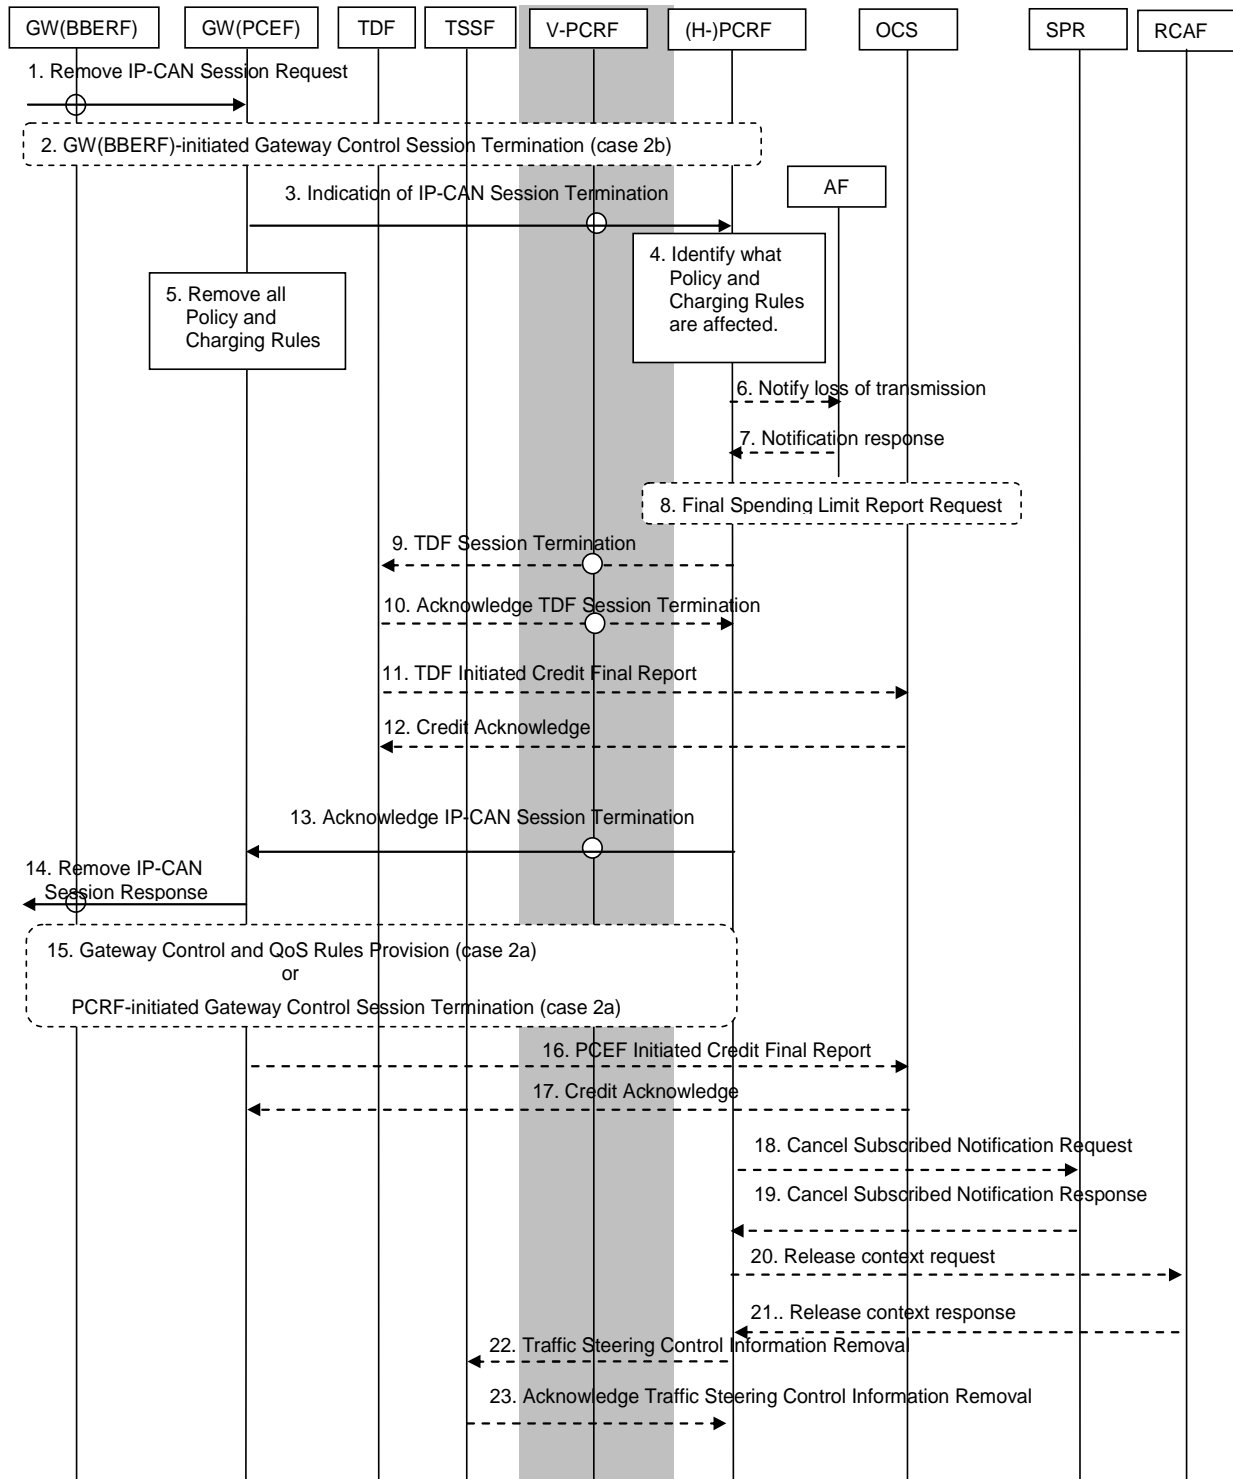 GW(BBERF)
GW(PCEF)
TDF
TSSF
V-PCRF
(H-)PCRF
OCS
SPR
RCAF
1. Remove IP-CAN Session Request
2. GW(BBERF)-initiated Gateway Control Session Termination (case 2b)
AF
3. Indication of IP-CAN Session Termination
4. Identify what
Policy and
Charging Rules
are affected.
5. Remove all
Policy and
Charging Rules
6. Notify loss of transmission
7. Notification response
8. Final Spending Limit Report Request
9. TDF Session Termination
10. Acknowledge TDF Session Termination
11. TDF Initiated Credit Final Report
12. Credit Acknowledge
13. Acknowledge IP-CAN Session Termination
14. Remove IP-CAN
Session Response
15. Gateway Control and QoS Rules Provision (case 2a)
or
PCRF-initiated Gateway Control Session Termination (case 2a)
16. PCEF Initiated Credit Final Report
17. Credit Acknowledge
18. Cancel Subscribed Notification Request
19. Cancel Subscribed Notification Response
20. Release context request
21.. Release context response
22. Traffic Steering Control Information Removal
23. Acknowledge Traffic Steering Control Information Removal